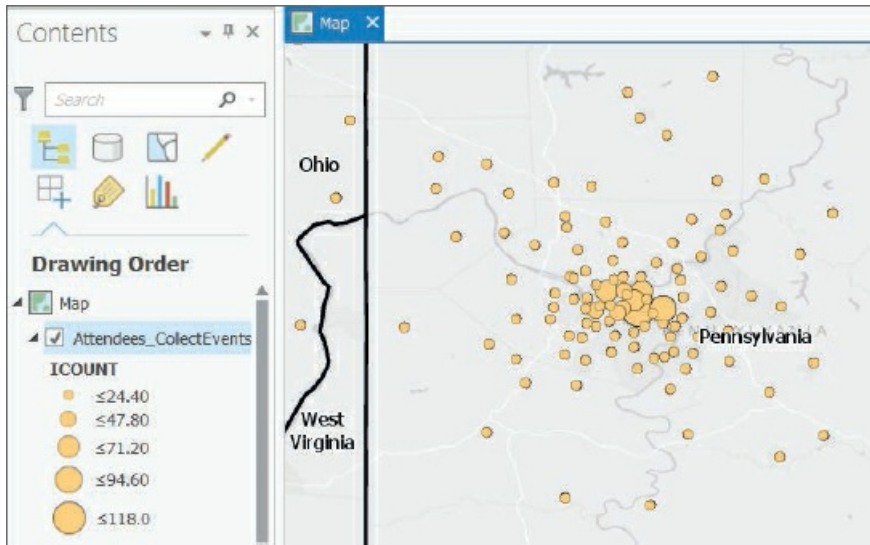 Contents
Search
Drawing Order
Map
Attendees_ColectEvents
ICOUNT
≤24.40
≤47.80
≤71.20
≤94.60
≤118.0
Map
Ohio
Pennsylvania
West
Virginia